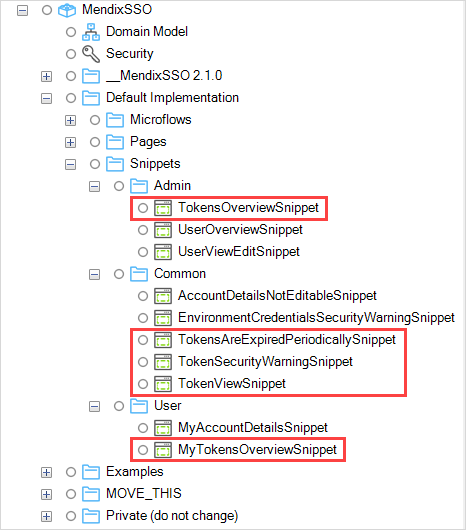 MendixSSO
Domain Model
Security
__MendixSSO 2.1.0
Default Implementation
Microflows
Pages
Snippets
Admin
TokensOverviewSnippet
UserOverviewSnippet
UserViewEditSnippet
Common
AccountDetailsNotEditableSnippet
EnvironmentCredentialsSecurityWarningSnippet
TokensAreExpiredPeriodicallySnippet
TokenSecurityWarningSnippet
TokenViewSnippet
User
MyAccountDetailsSnippet
MyTokensOverviewSnippet
Examples
MOVE_THIS
Private (do not change)